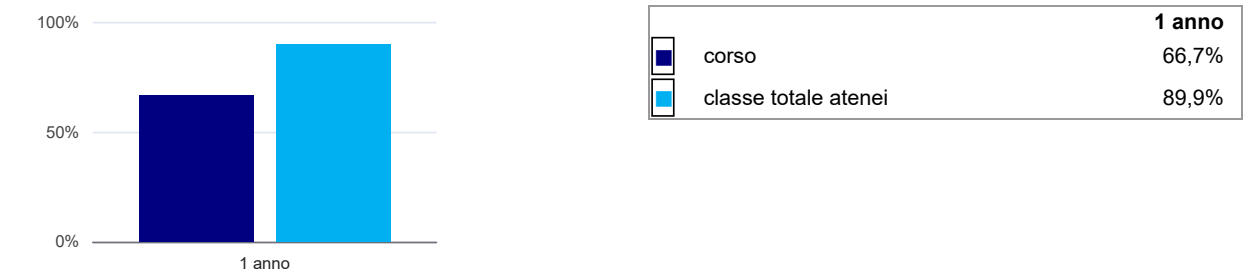 100%
50%
0%
1 anno
1 anno
corso 66,7%
classe totale atenei 89,9%